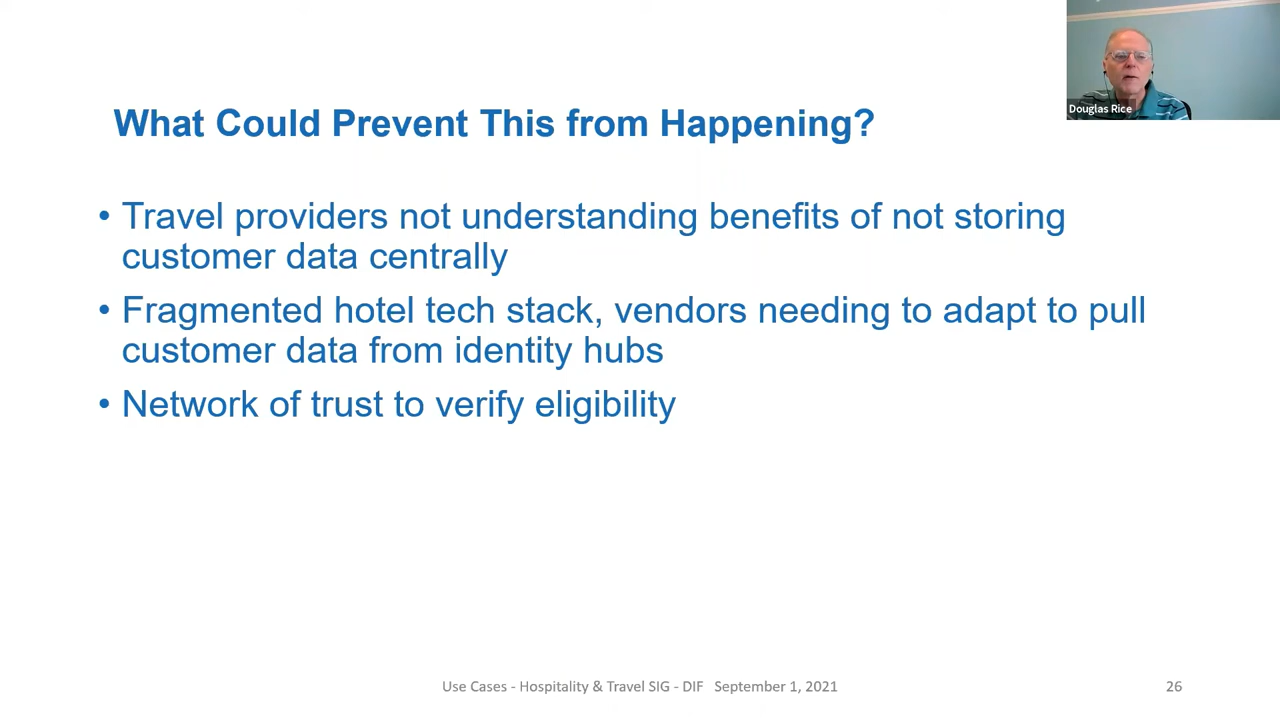 Douglas Rice
What Could Prevent This from Happening?
• Travel providers not understanding benefits of not storing
customer data centrally
• Fragmented hotel tech stack, vendors needing to adapt to pull
customer data from identity hubs
• Network of trust to verify eligibility
Use Cases - Hospitality & Travel SIG - DIF September 1, 2021
26